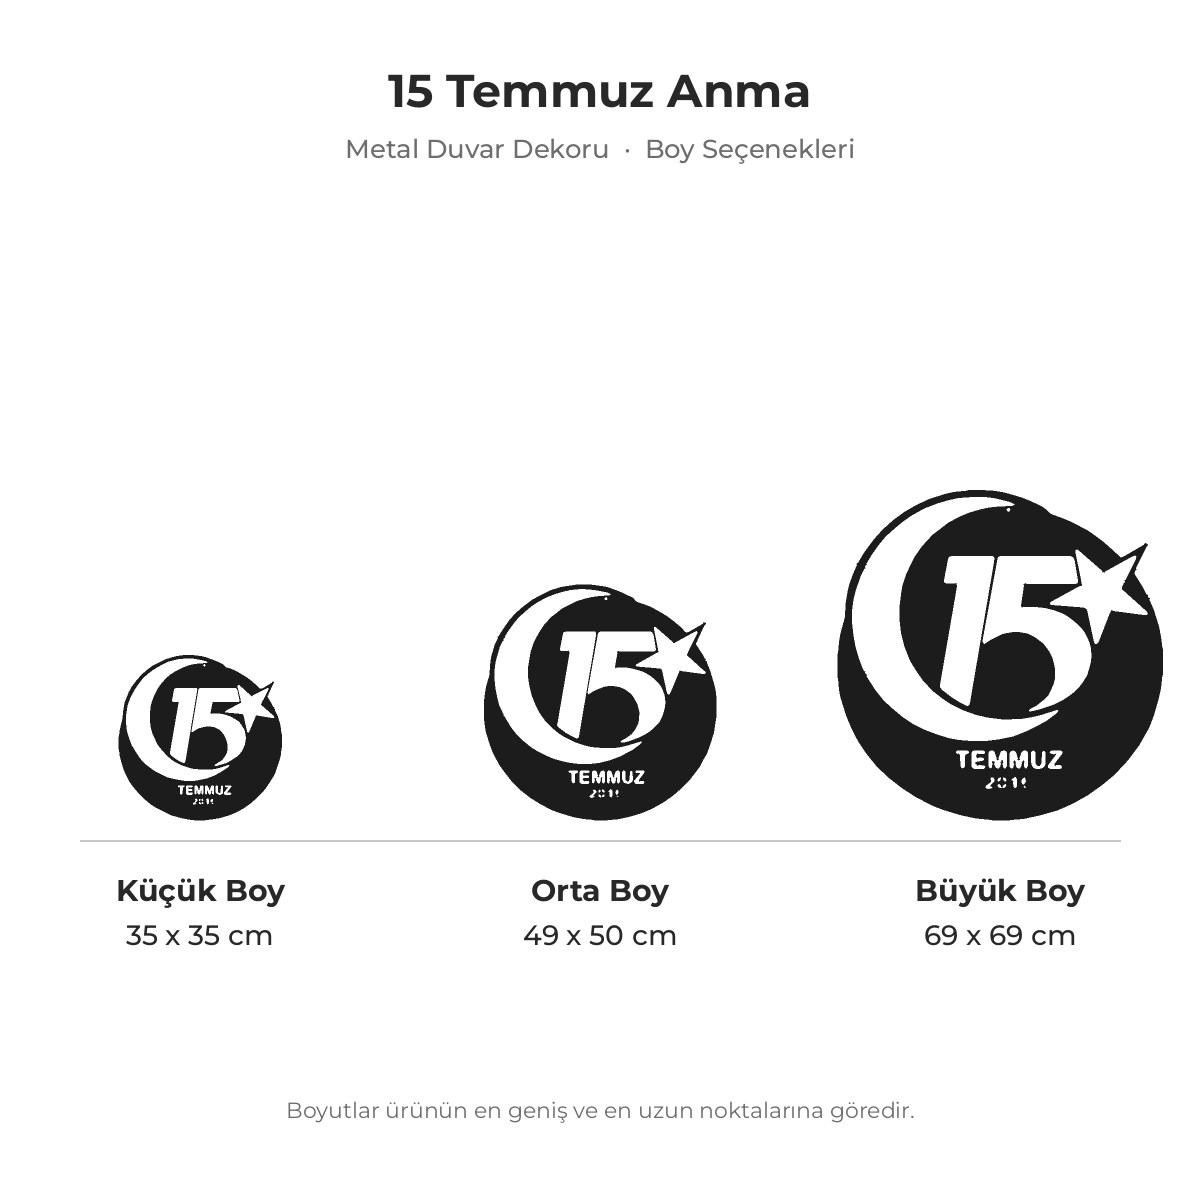 15 Temmuz Anma
Metal Duvar Dekoru · Boy Seçenekleri
15
TEMMUZ
15
TEMMUZ
15
TEMMUZ
Küçük Boy
35 x 35 cm
Orta Boy
49 x 50 cm
Büyük Boy
69 x 69 cm
Boyutlar ürünün en geniş ve en uzun noktalarına göredir.